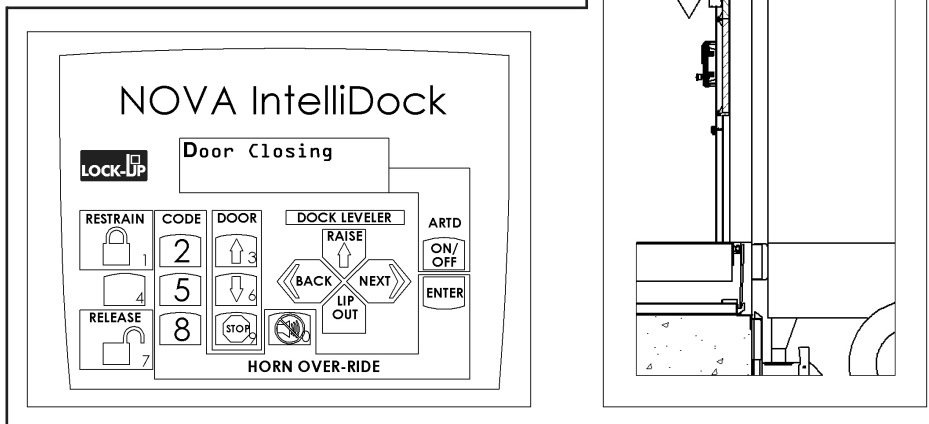 NOVA IntelliDock
LOCK-UP
Door Closing
RESTRAIN
1
CODE
2
DOOR
3
DOCK LEVELER
RAISE
ARTD
ON/
OFF
4
5
6
BACK
NEXT
LIP
OUT
ENTER
RELEASE
7
8
STOP
9
0
HORN OVER-RIDE